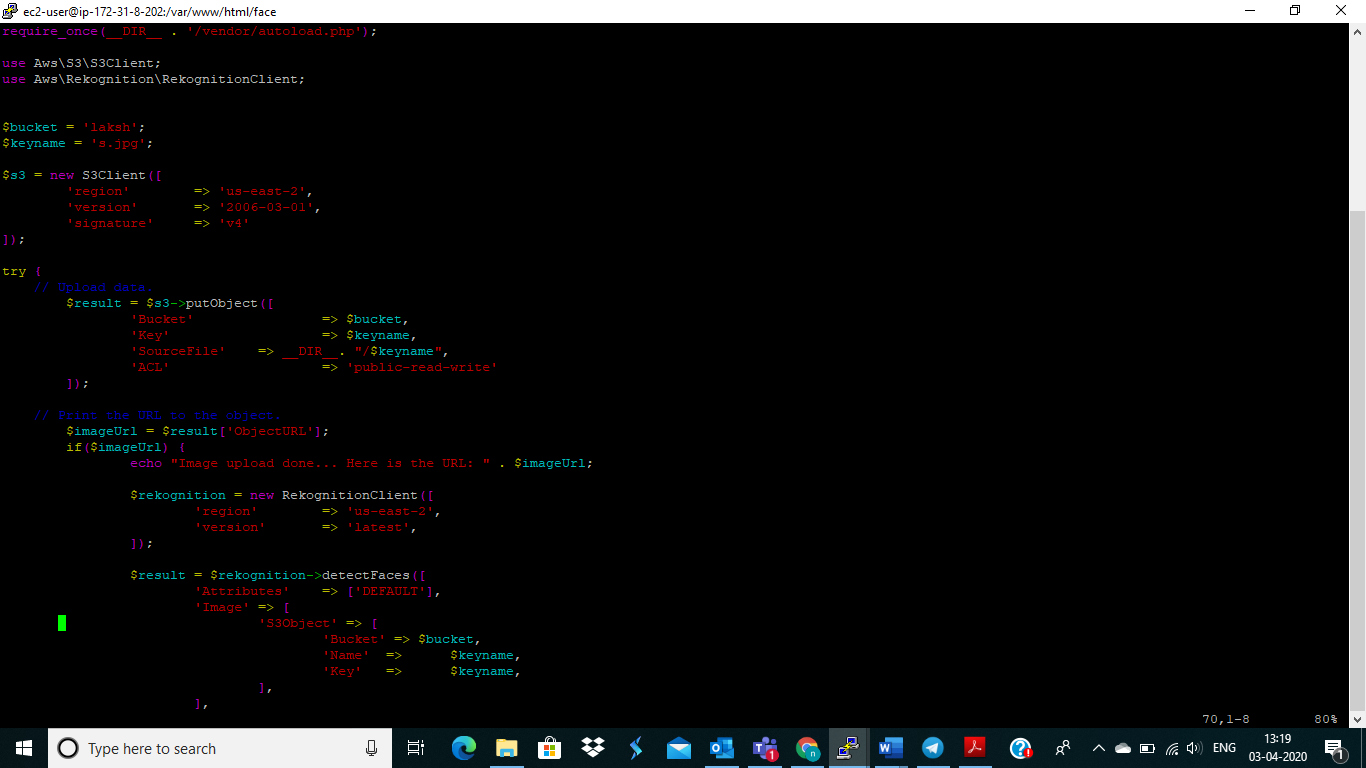 ec2-user@ip-172-31-8-202:/var/www/html/face
require_once(__DIR__ . '/vendor/autoload.php');
use Aws\S3\S3Client;
use Aws\Rekognition\RekognitionClient;
$bucket = 'laksh';
$keyname = 's.jpg';
$s3 = new S3Client([
'region' => 'us-east-2',
'version' => '2006-03-01',
'signature' => 'v4'
]);
try {
// Upload data.
$result = $s3->putObject([
'Bucket' => $bucket,
'Key' => $keyname,
'SourceFile' => __DIR__. "/$keyname",
'ACL' => 'public-read-write'
]);
// Print the URL to the object.
$imageUrl = $result['ObjectURL'];
if($imageUrl) {
echo "Image upload done... Here is the URL: " . $imageUrl;
$rekognition = new RekognitionClient([
'region' => 'us-east-2',
'version' => 'latest',
]);
$result = $rekognition->detectFaces([
'Attributes' => ['DEFAULT'],
'Image' => [
'S3Object' => [
'Bucket' => $bucket,
'Name' => $keyname,
'Key' => $keyname,
],
],
70,1-8 80%
Type here to search
ENG
13:19
03-04-2020
1
1